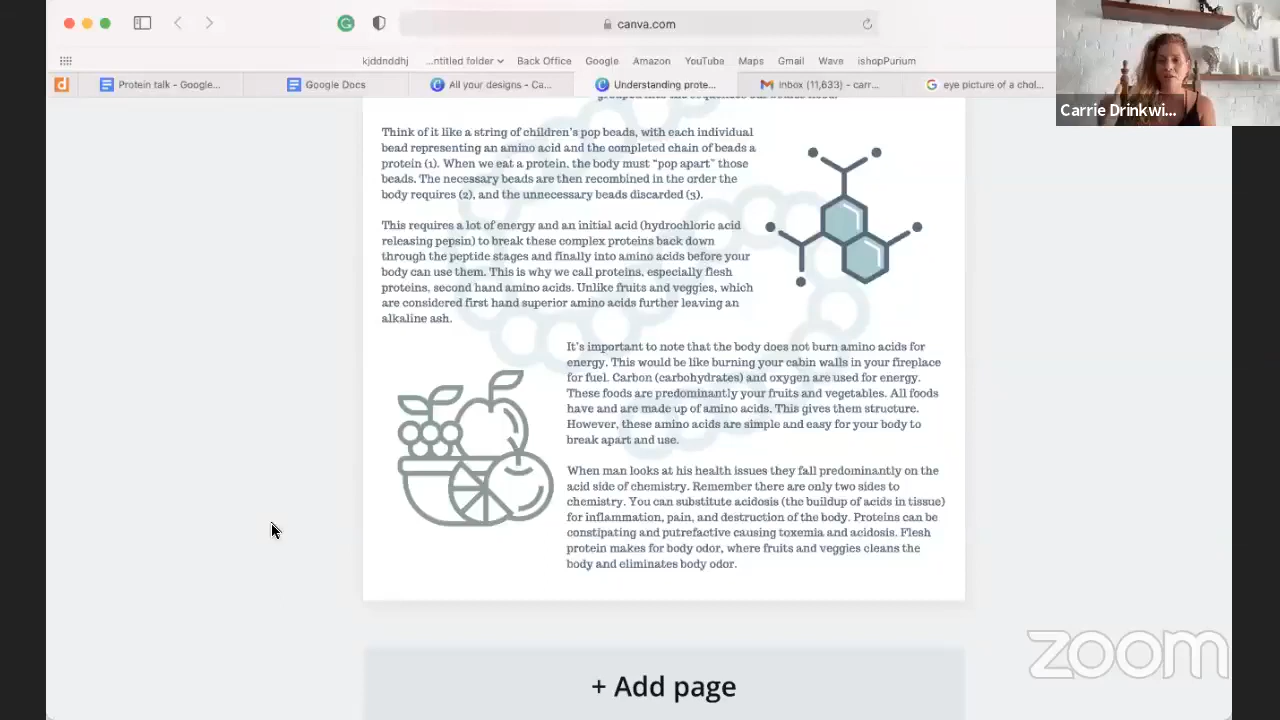 canva.com
kjddnddhj
...ntitled folder
Back Office
Google
Amazon
YouTube
Maps
Gmail
Wave
ishopPurium
Protein talk - Google...
Google Docs
All your designs - Ca...
Understanding prote...
Inbox (11,633) - carr...
eye picture of a chol...
Carrie Drinkwi...
Think of it like a string of children's pop beads, with each individual
bead representing an amino acid and the completed chain of beads a
protein (1). When we eat a protein, the body must "pop apart" those
beads. The necessary beads are then recombined in the order the
body requires (2), and the unnecessary beads discarded (3).
This requires a lot of energy and an initial acid (hydrochloric acid
releasing pepsin) to break these complex proteins back down
through the peptide stages and finally into amino acids before your
body can use them. This is why we call proteins, especially flesh
proteins, second hand amino acids. Unlike fruits and veggies, which
are considered first hand superior amino acids further leaving an
alkaline ash.
It's important to note that the body does not burn amino acids for
energy. This would be like burning your cabin walls in your fireplace
for fuel. Carbon (carbohydrates) and oxygen are used for energy.
These foods are predominantly your fruits and vegetables. All foods
have and are made up of amino acids. This gives them structure.
However, these amino acids are simple and easy for your body to
break apart and use.
When man looks at his health issues they fall predominantly on the
acid side of chemistry. Remember there are only two sides to
chemistry. You can substitute acidosis (the buildup of acids in tissue)
for inflammation, pain, and destruction of the body. Proteins can be
constipating and putrefactive causing toxemia and acidosis. Flesh
protein makes for body odor, where fruits and veggies cleans the
body and eliminates body odor.
zoom
+ Add page